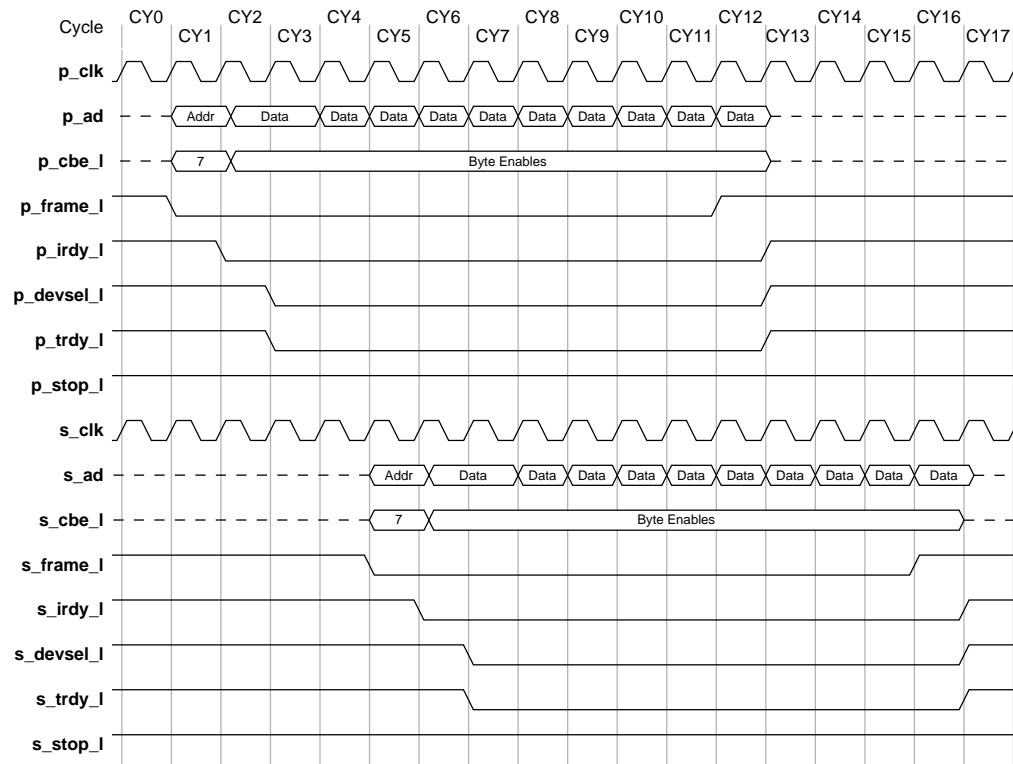 CY0 CY2 CY4 CY6 CY8 CY10 CY12 CY14 CY16
Cycle CY1 CY3 CY5 CY7 CY9 CY11 CY13 CY15 CY17
p_clk
p_ad Addr Data Data Data Data Data Data Data Data Data Data
p_cbe_l 7 Byte Enables
p_frame_l
p_irdy_l
p_devsel_l
p_trdy_l
p_stop_l
s_clk
s_ad Addr Data Data Data Data Data Data Data Data Data Data
s_cbe_l 7 Byte Enables
s_frame_l
s_irdy_l
s_devsel_l
s_trdy_l
s_stop_l